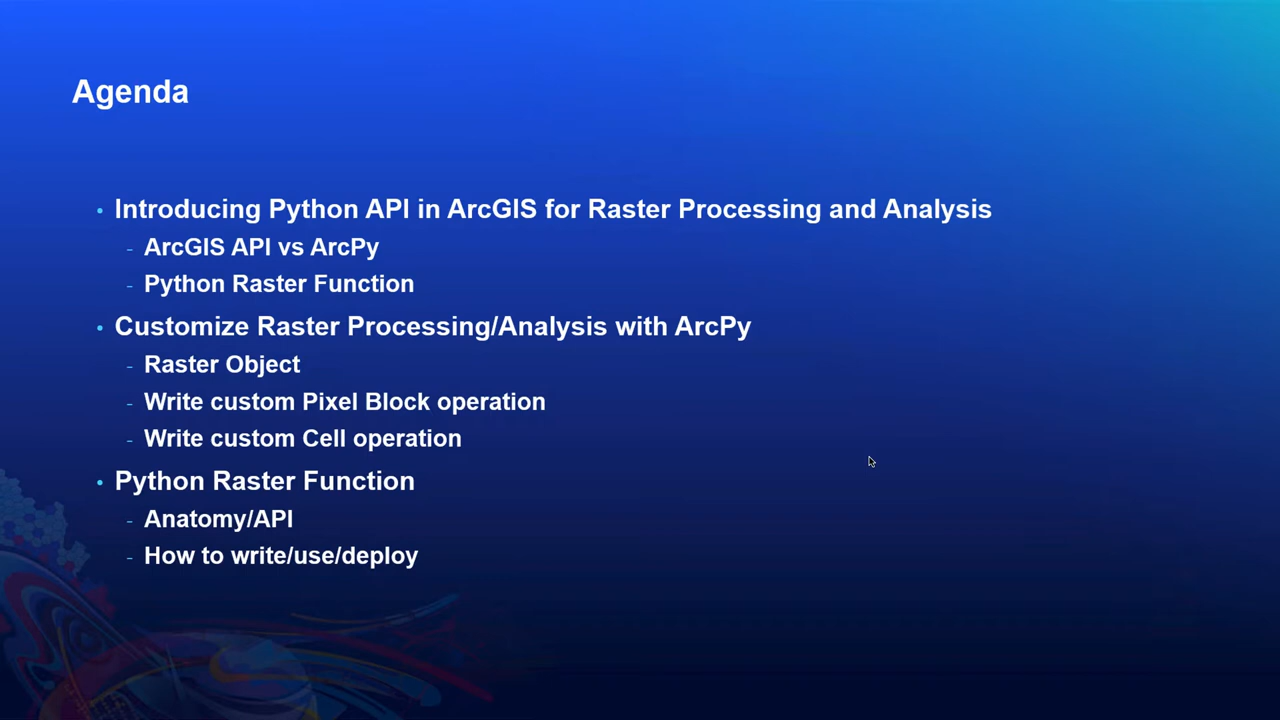 Agenda
• Introducing Python API in ArcGIS for Raster Processing and Analysis
- ArcGIS API vs ArcPy
- Python Raster Function
• Customize Raster Processing/Analysis with ArcPy
- Raster Object
- Write custom Pixel Block operation
- Write custom Cell operation
• Python Raster Function
- Anatomy/API
- How to write/use/deploy